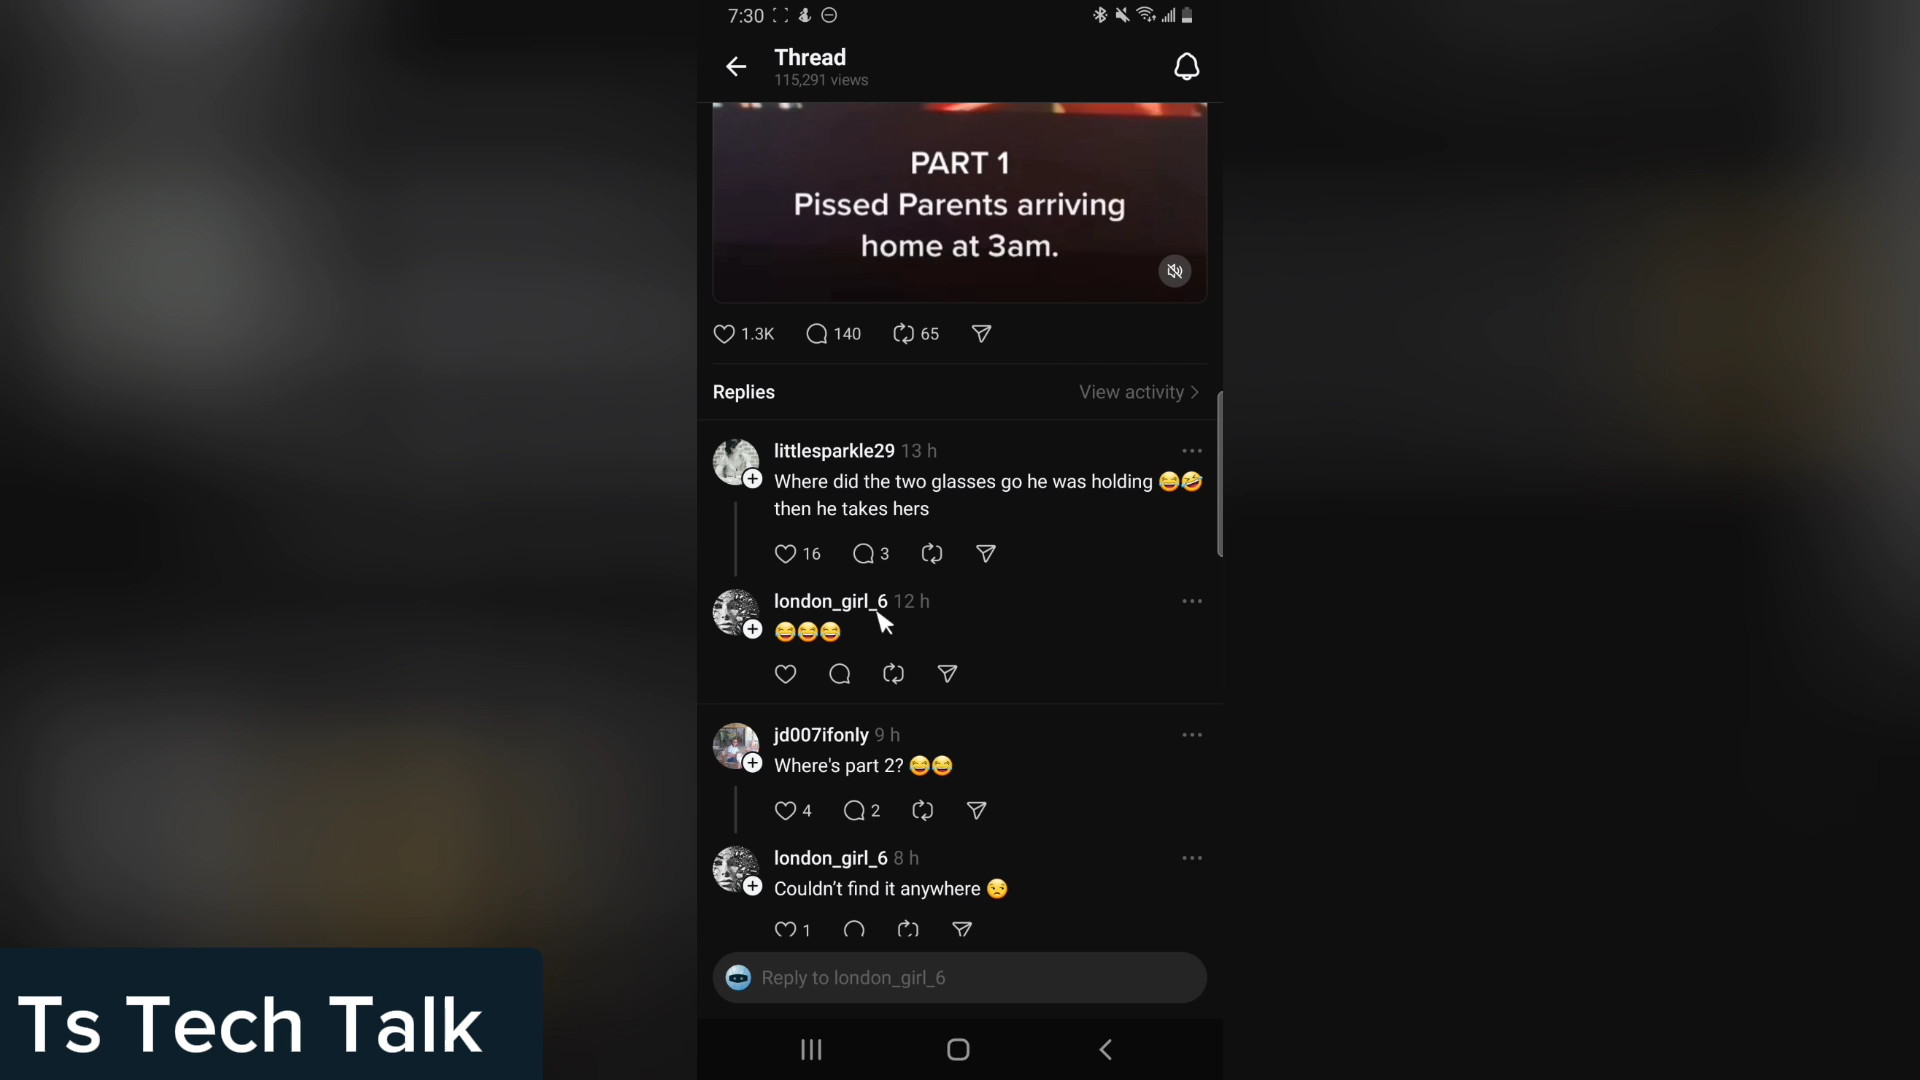 7:30
Thread
115,291 views
PART 1
Pissed Parents arriving
home at 3am.
1.3K 140 65
Replies View activity >
littlesparkle29 13 h
Where did the two glasses go he was holding 😂🤣
then he takes hers
16 3
london_girl_6 12 h
😂😂😂
jd007ifonly 9 h
Where's part 2? 😂😂
4 2
london_girl_6 8 h
Couldn't find it anywhere 😒
1
Reply to london_girl_6
Ts Tech Talk